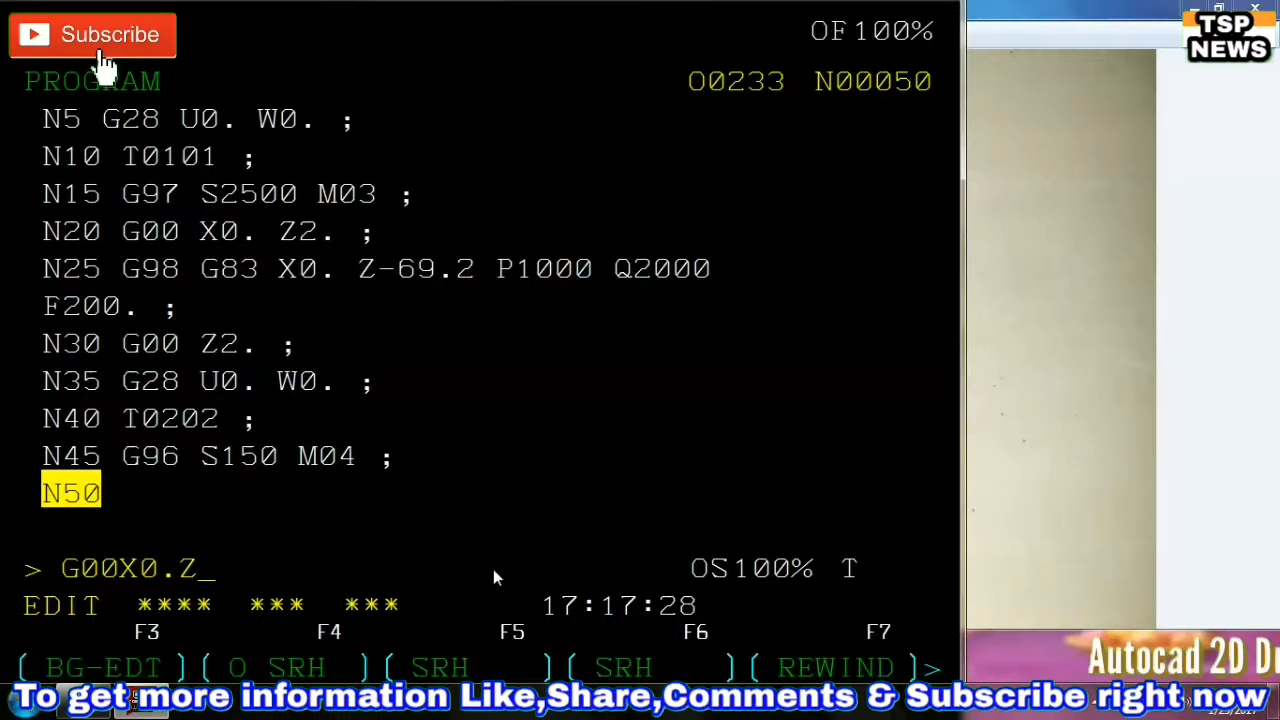 Subscribe
OF100%
TSP
NEWS
PROGRAM O0233 N00050
N5 G28 U0. W0. ;
N10 T0101 ;
N15 G97 S2500 M03 ;
N20 G00 X0. Z2. ;
N25 G98 G83 X0. Z-69.2 P1000 Q2000
F200. ;
N30 G00 Z2. ;
N35 G28 U0. W0. ;
N40 T0202 ;
N45 G96 S150 M04 ;
N50
> G00X0.Z_ OS100% T
EDIT **** *** *** 17:17:28
F3 F4 F5 F6 F7
( BG-EDT )( O SRH )( SRH )( SRH )( REWIND )>
Autocad 2D D
To get more information Like,Share,Comments & Subscribe right now